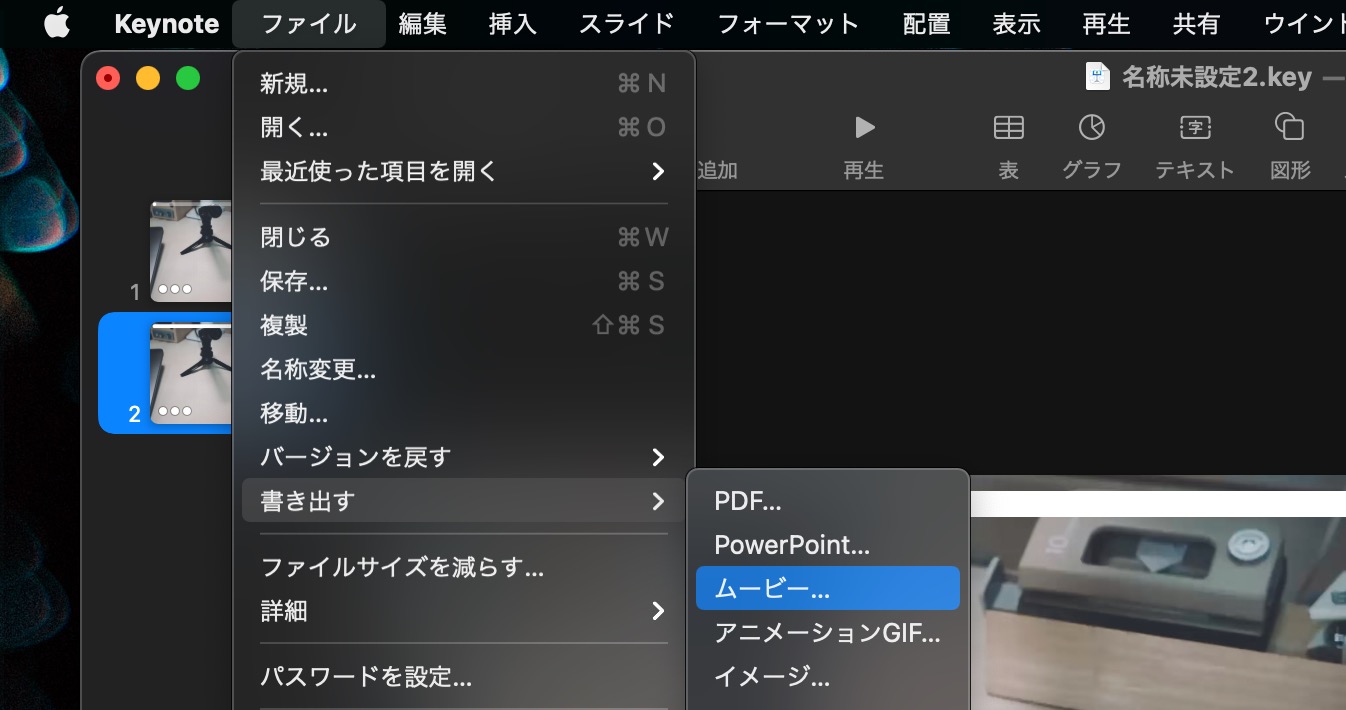 Keynote ファイル 編集 挿入 スライド フォーマット 配置 表示 再生 共有
名称未設定2.key —
新規... ⌘ N
開く... ⌘ O
最近使った項目を開く
閉じる ⌘ W
保存... ⌘ S
複製 ⇧⌘ S
名称変更...
移動...
バージョンを戻す
書き出す
ファイルサイズを減らす...
詳細
パスワードを設定...
PDF...
PowerPoint...
ムービー...
アニメーションGIF...
イメージ...
追加 再生 表 グラフ テキスト 図形
1
2